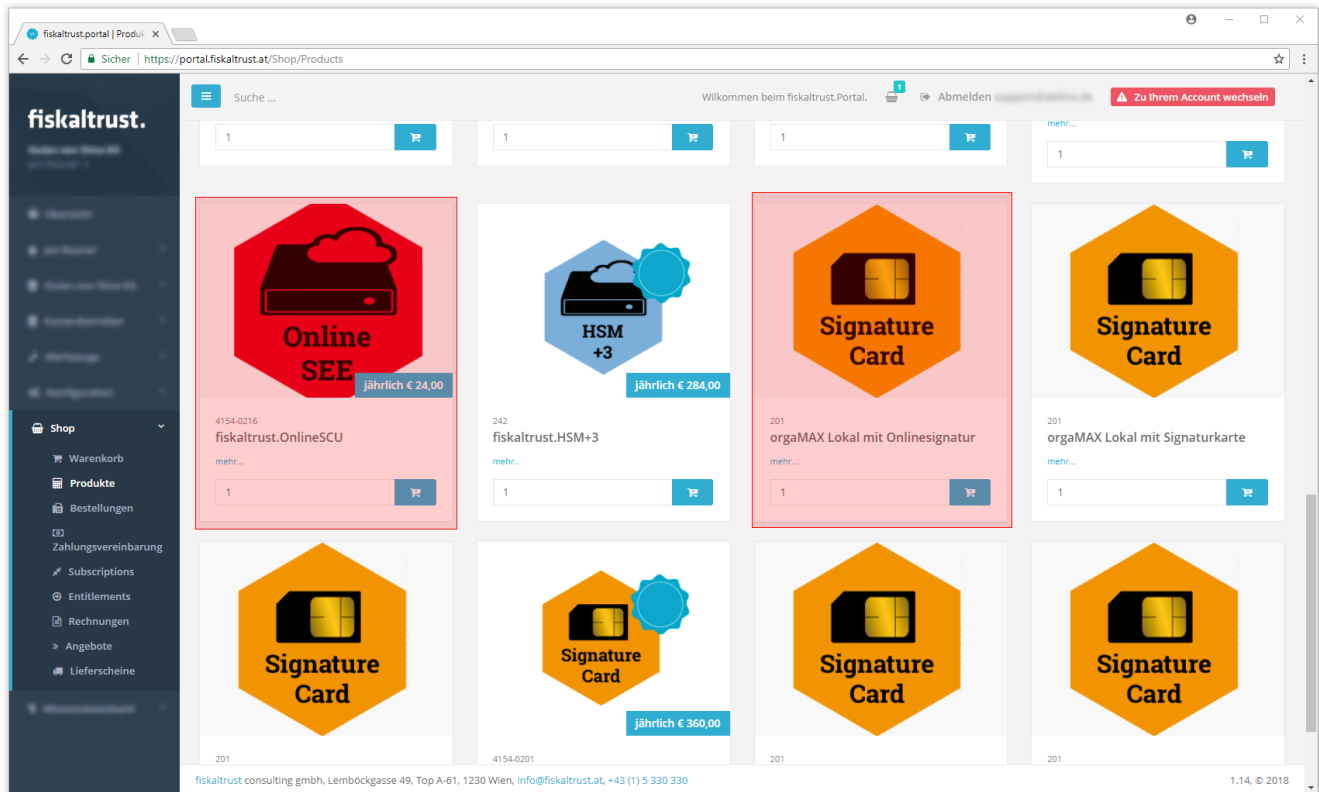 fiskaltrust.portal | Produk
Sicher | https://portal.fiskaltrust.at/Shop/Products
fiskaltrust.
Suche ...
Wilkommen beim fiskaltrust.Portal.
1
Abmelden
Zu Ihrem Account wechseln
Shop
Warenkorb
Produkte
Bestellungen
Zahlungsvereinbarung
Subscriptions
Entitlements
Rechnungen
Angebote
Lieferscheine
mehr...
1
1
1
1
Online
SEE
jährlich € 24,00
4154-0216
fiskaltrust.OnlineSCU
mehr...
1
HSM
+3
jährlich € 284,00
242
fiskaltrust.HSM+3
1
Signature
Card
201
orgaMAX Lokal mit Onlinesignatur
mehr...
1
Signature
Card
201
orgaMAX Lokal mit Signaturkarte
mehr...
1
Signature
Card
201
Signature
Card
jährlich € 360,00
4154-0201
Signature
Card
201
Signature
Card
201
fiskaltrust consulting gmbh, Lemböckgasse 49, Top A-61, 1230 Wien, info@fiskaltrust.at, +43 (1) 5 330 330
1.14, © 2018